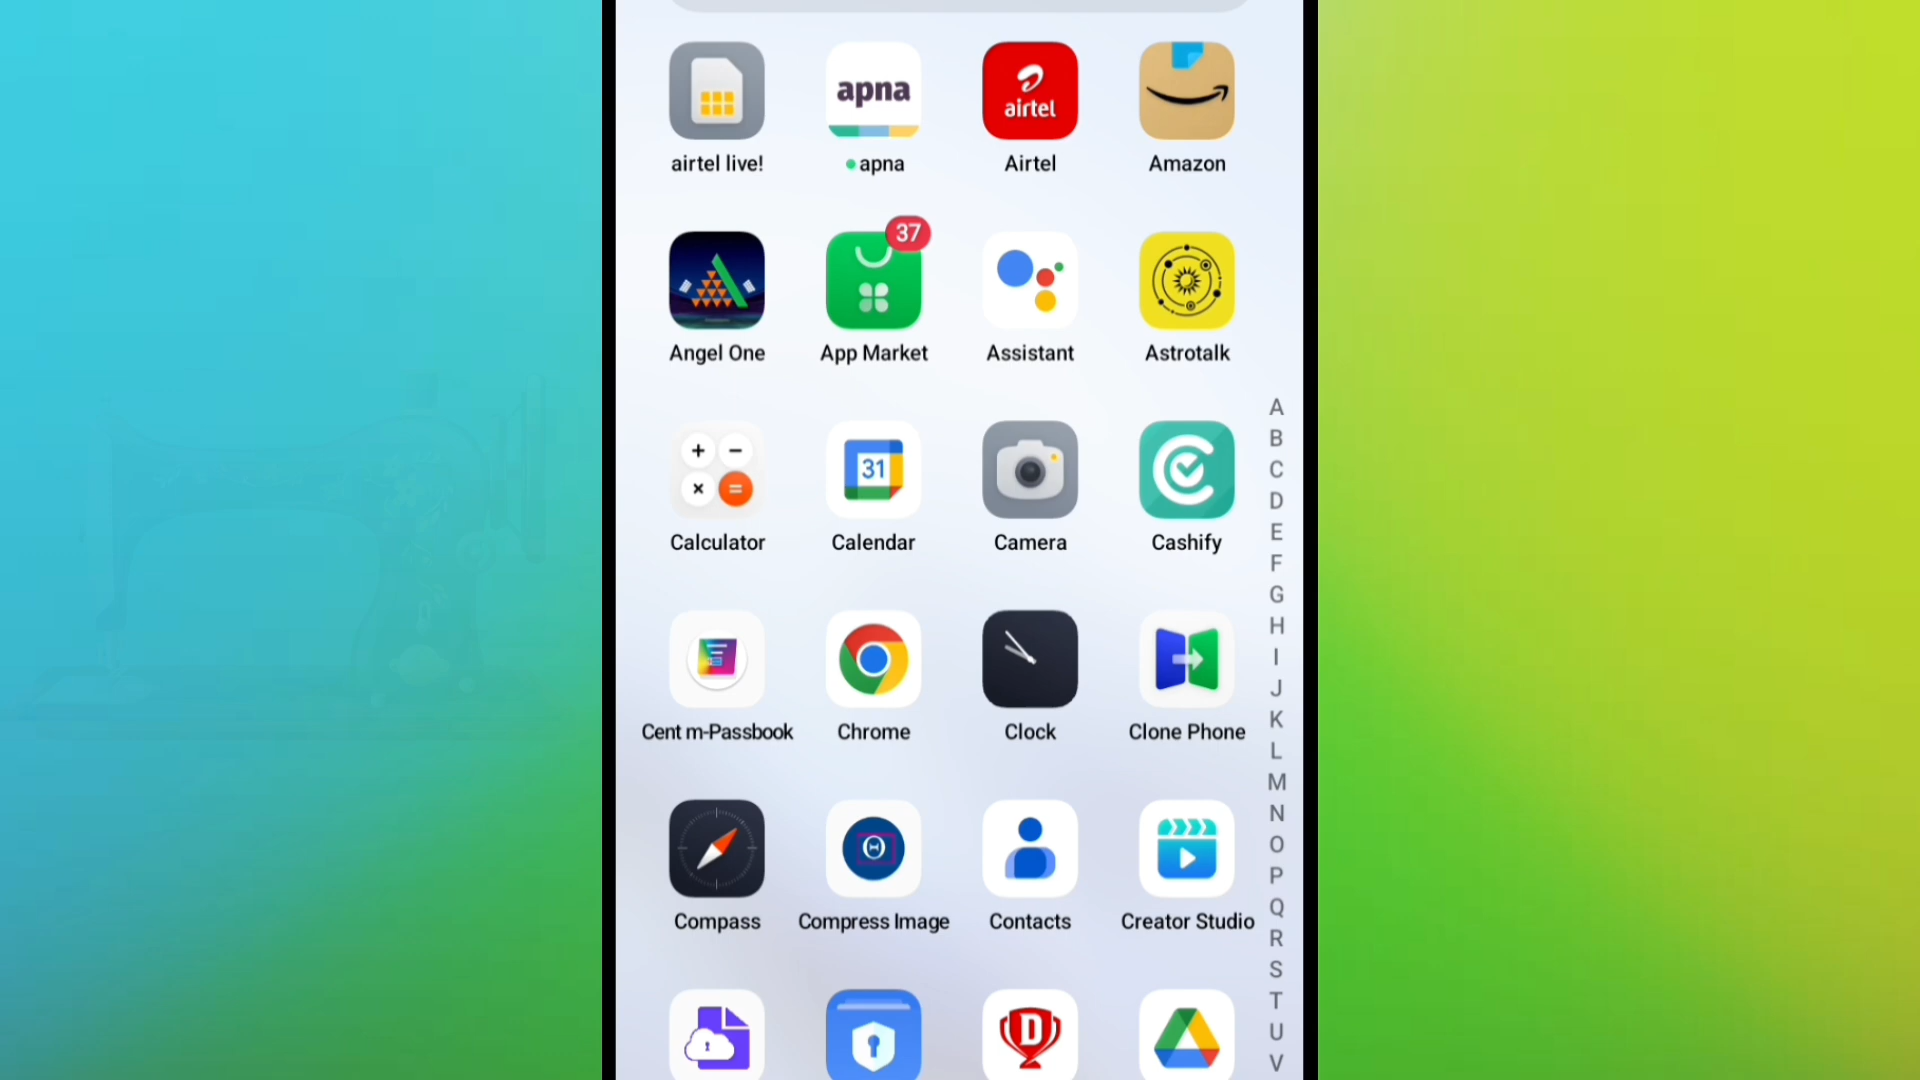 apna
airtel
airtel live!
apna
Airtel
Amazon
37
Angel One
App Market
Assistant
Astrotalk
31
Calculator
Calendar
Camera
Cashify
Cent m-Passbook
Chrome
Clock
Clone Phone
Compass
Compress Image
Contacts
Creator Studio
D
A
B
C
D
E
F
G
H
I
J
K
L
M
N
O
P
Q
R
S
T
U
V